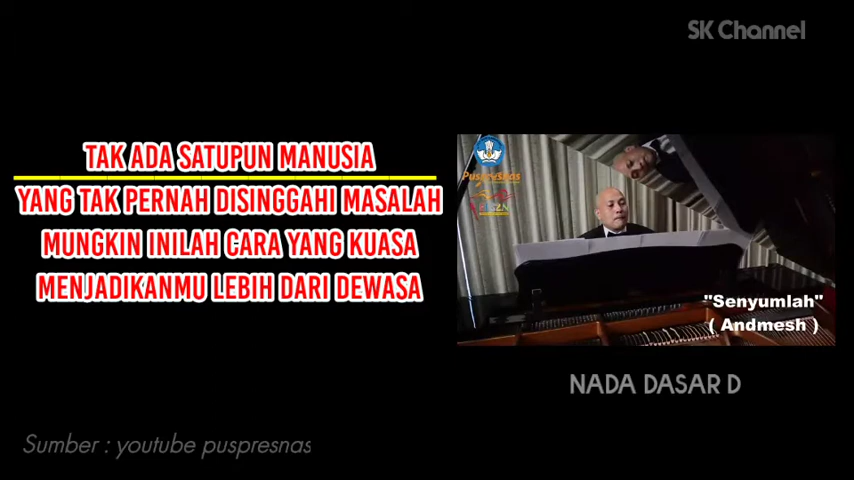 SK Channel
TAK ADA SATUPUN MANUSIA
YANG TAK PERNAH DISINGGAHI MASALAH
MUNGKIN INILAH CARA YANG KUASA
MENJADIKANMU LEBIH DARI DEWASA
Puspresnas
"Senyumlah"
( Andmesh )
NADA DASAR D
Sumber : youtube puspresnas